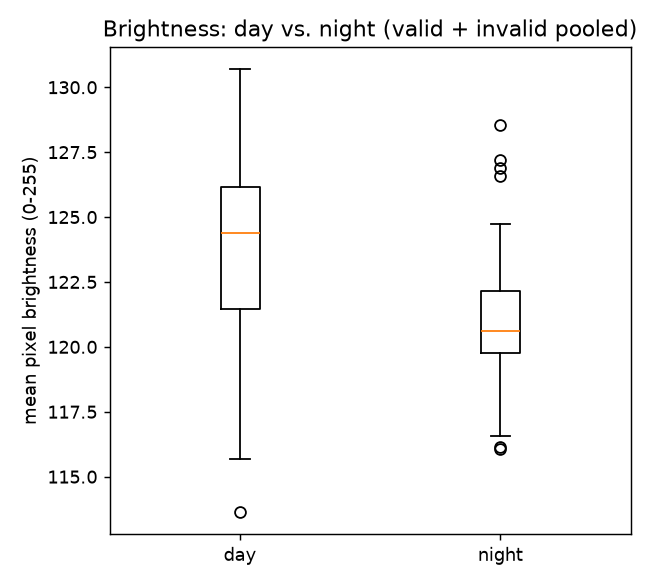 Brightness: day vs. night (valid + invalid pooled)
mean pixel brightness (0-255)
130.0
127.5
125.0
122.5
120.0
117.5
115.0
day night